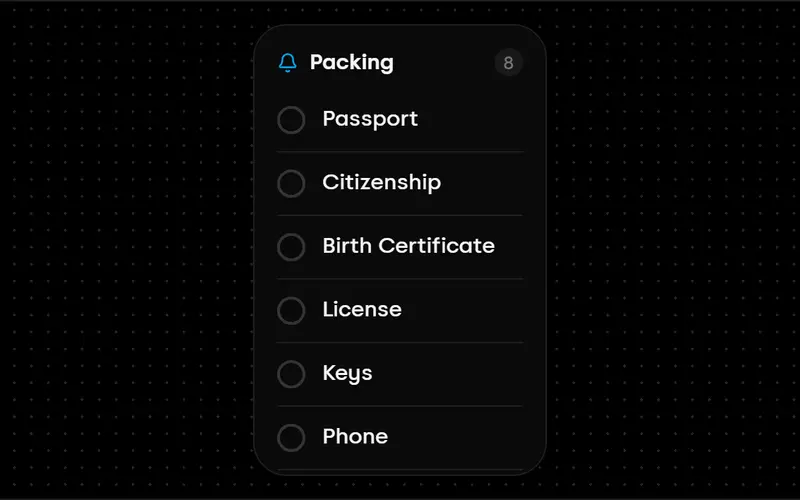 Packing 8
Passport
Citizenship
Birth Certificate
License
Keys
Phone